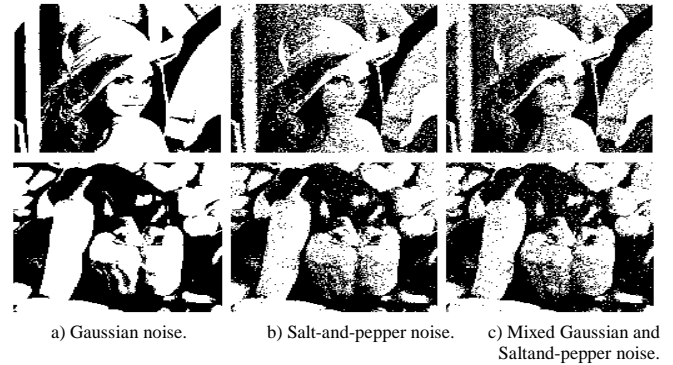 a) Gaussian noise.
b) Salt-and-pepper noise.
c) Mixed Gaussian and
Saltand-pepper noise.